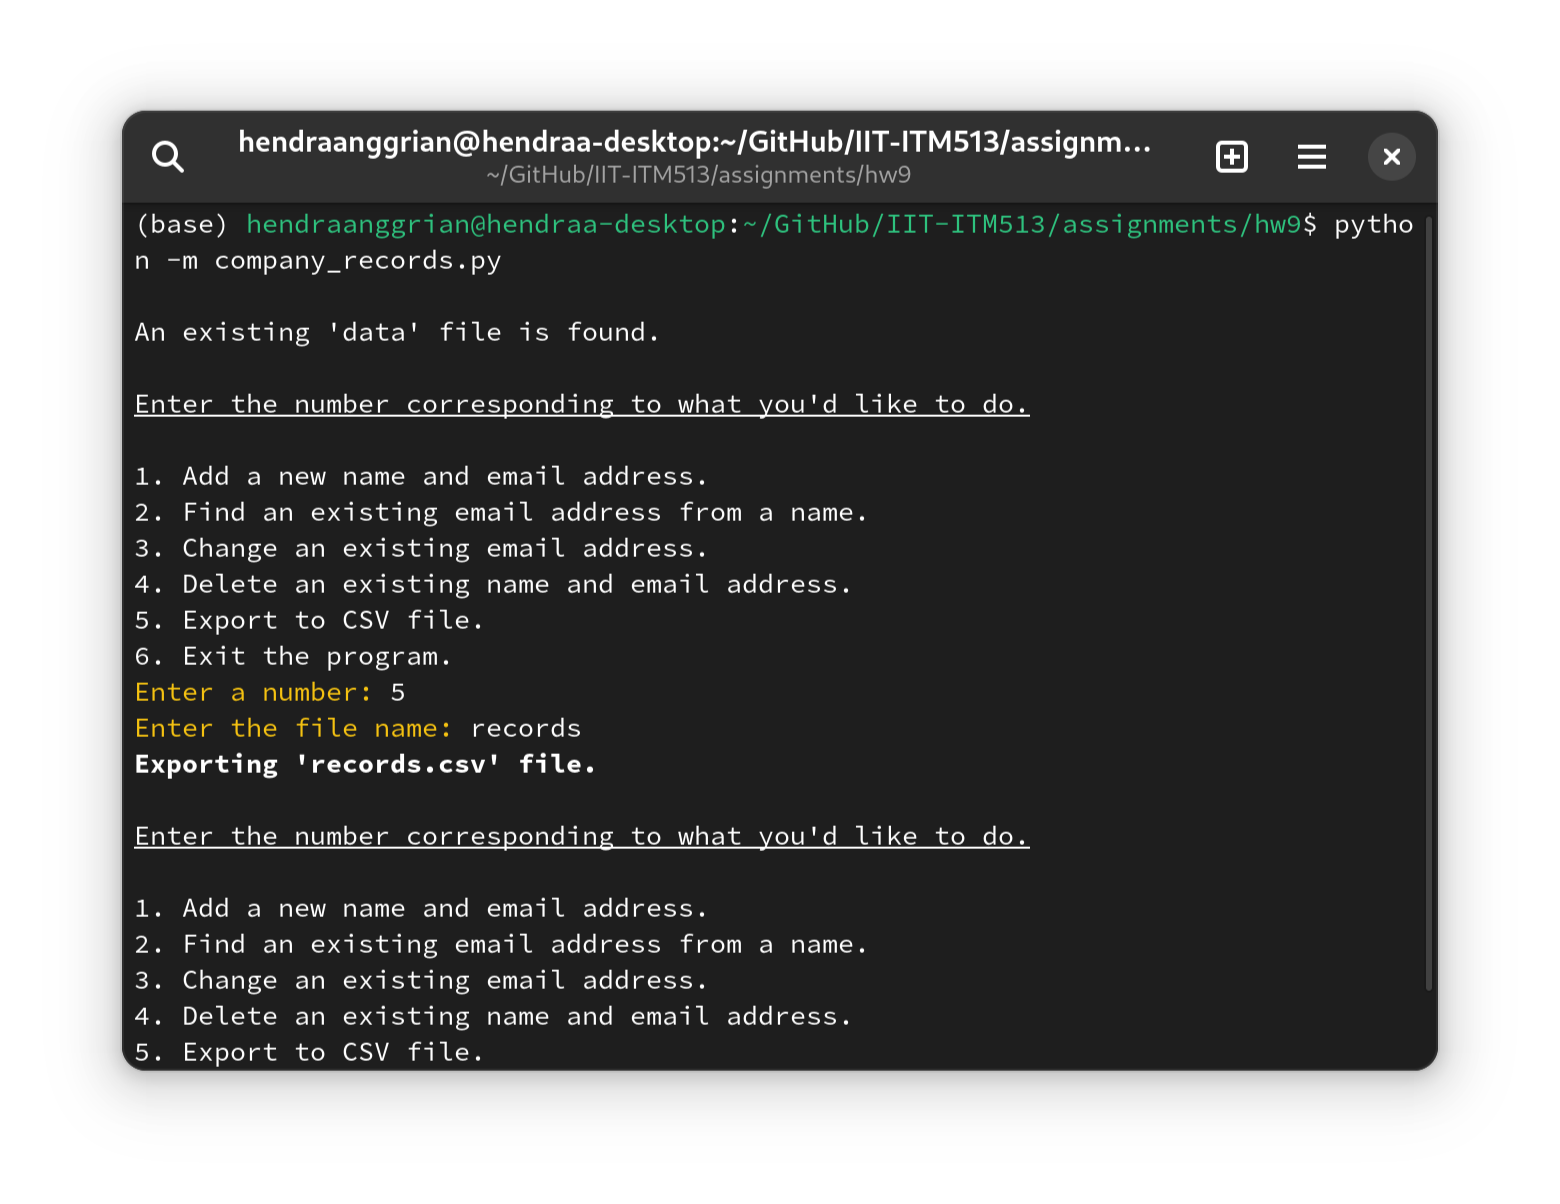 hendraanggrian@hendraa-desktop:~/GitHub/IIT-ITM513/assignm...
~/GitHub/IIT-ITM513/assignments/hw9
(base) hendraanggrian@hendraa-desktop:~/GitHub/IIT-ITM513/assignments/hw9$ pytho
n -m company_records.py
An existing 'data' file is found.
Enter the number corresponding to what you'd like to do.
1. Add a new name and email address.
2. Find an existing email address from a name.
3. Change an existing email address.
4. Delete an existing name and email address.
5. Export to CSV file.
6. Exit the program.
Enter a number: 5
Enter the file name: records
Exporting 'records.csv' file.
Enter the number corresponding to what you'd like to do.
1. Add a new name and email address.
2. Find an existing email address from a name.
3. Change an existing email address.
4. Delete an existing name and email address.
5. Export to CSV file.